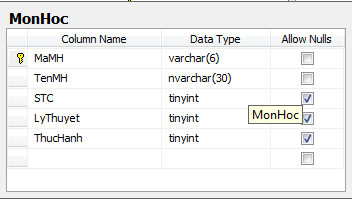 MonHoc
Column Name Data Type Allow Nulls
MaMH varchar(6)
TenMH nvarchar(30)
STC tinyint
MonHoc
LyThuyet tinyint
ThucHanh tinyint